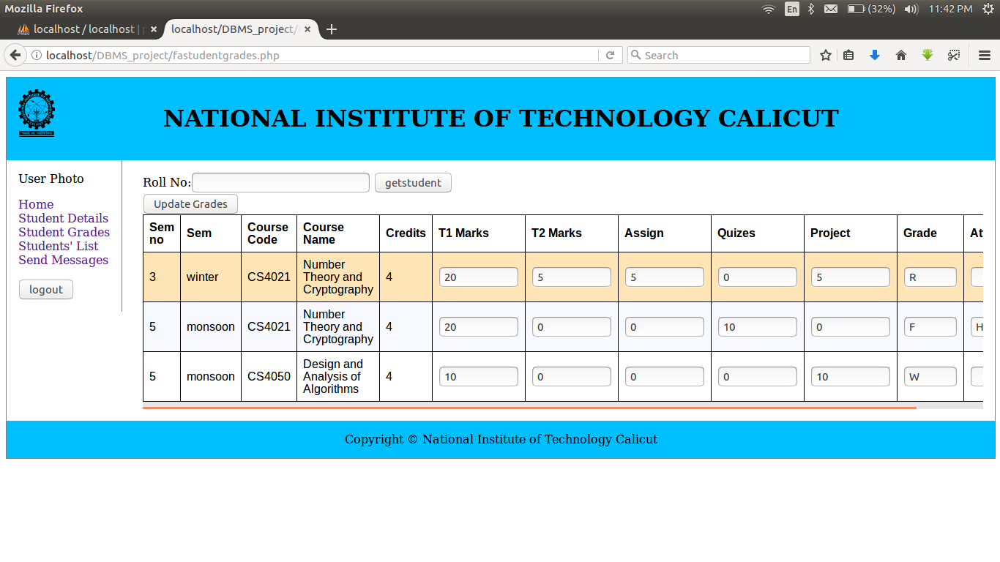 Mozilla Firefox
En
(32%)
11:42 PM
localhost / localhost |
localhost/DBMS_project/
localhost/DBMS_project/fastudentgrades.php
Search
NATIONAL INSTITUTE OF TECHNOLOGY CALICUT
User Photo
Home
Student Details
Student Grades
Students' List
Send Messages
logout
Roll No:
getstudent
Update Grades
Sem no Sem Course Code Course Name Credits T1 Marks T2 Marks Assign Quizes Project Grade At
3 winter CS4021 Number Theory and Cryptography 4 20 5 5 0 5 R
5 monsoon CS4021 Number Theory and Cryptography 4 20 0 0 10 0 F H
5 monsoon CS4050 Design and Analysis of Algorithms 4 10 0 0 0 10 W
Copyright © National Institute of Technology Calicut